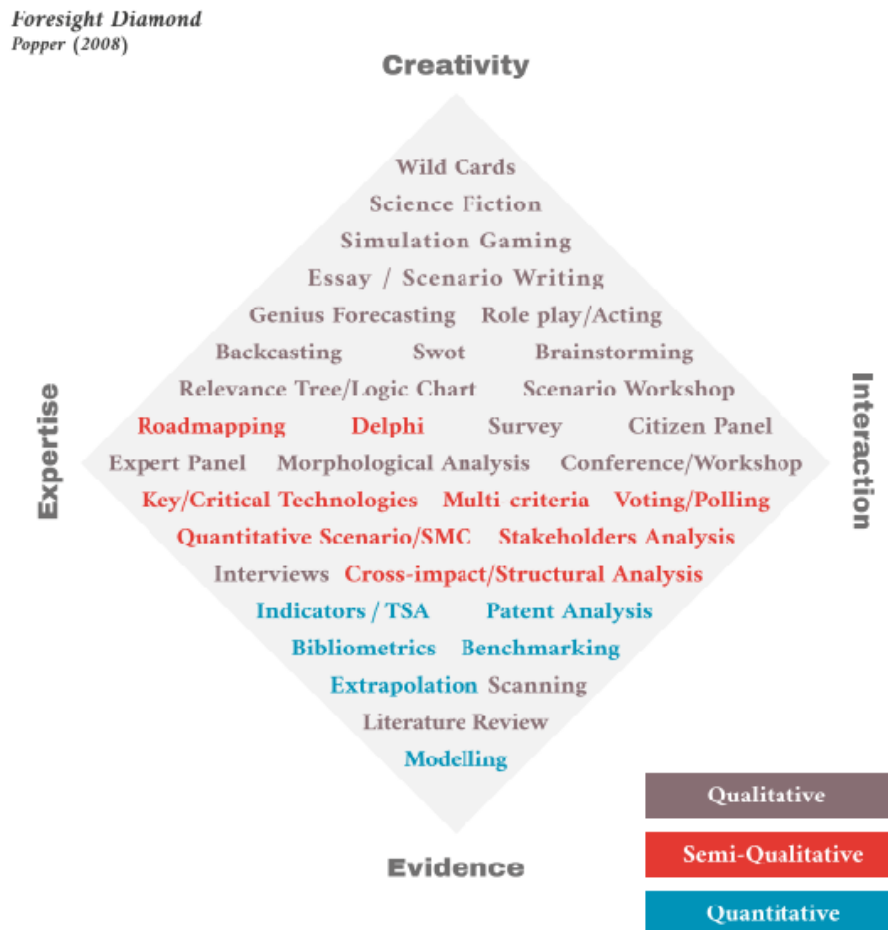 Foresight Diamond
Popper (2008)
Creativity
Wild Cards
Science Fiction
Simulation Gaming
Essay / Scenario Writing
Genius Forecasting Role play/Acting
Backcasting Swot Brainstorming
Relevance Tree/Logic Chart Scenario Workshop
Roadmapping Delphi Survey Citizen Panel
Expert Panel Morphological Analysis Conference/Workshop
Key/Critical Technologies Multi criteria Voting/Polling
Quantitative Scenario/SMC Stakeholders Analysis
Interviews Cross-impact/Structural Analysis
Indicators / TSA Patent Analysis
Bibliometrics Benchmarking
Extrapolation Scanning
Literature Review
Modelling
Expertise
Interaction
Evidence
Qualitative
Semi-Qualitative
Quantitative